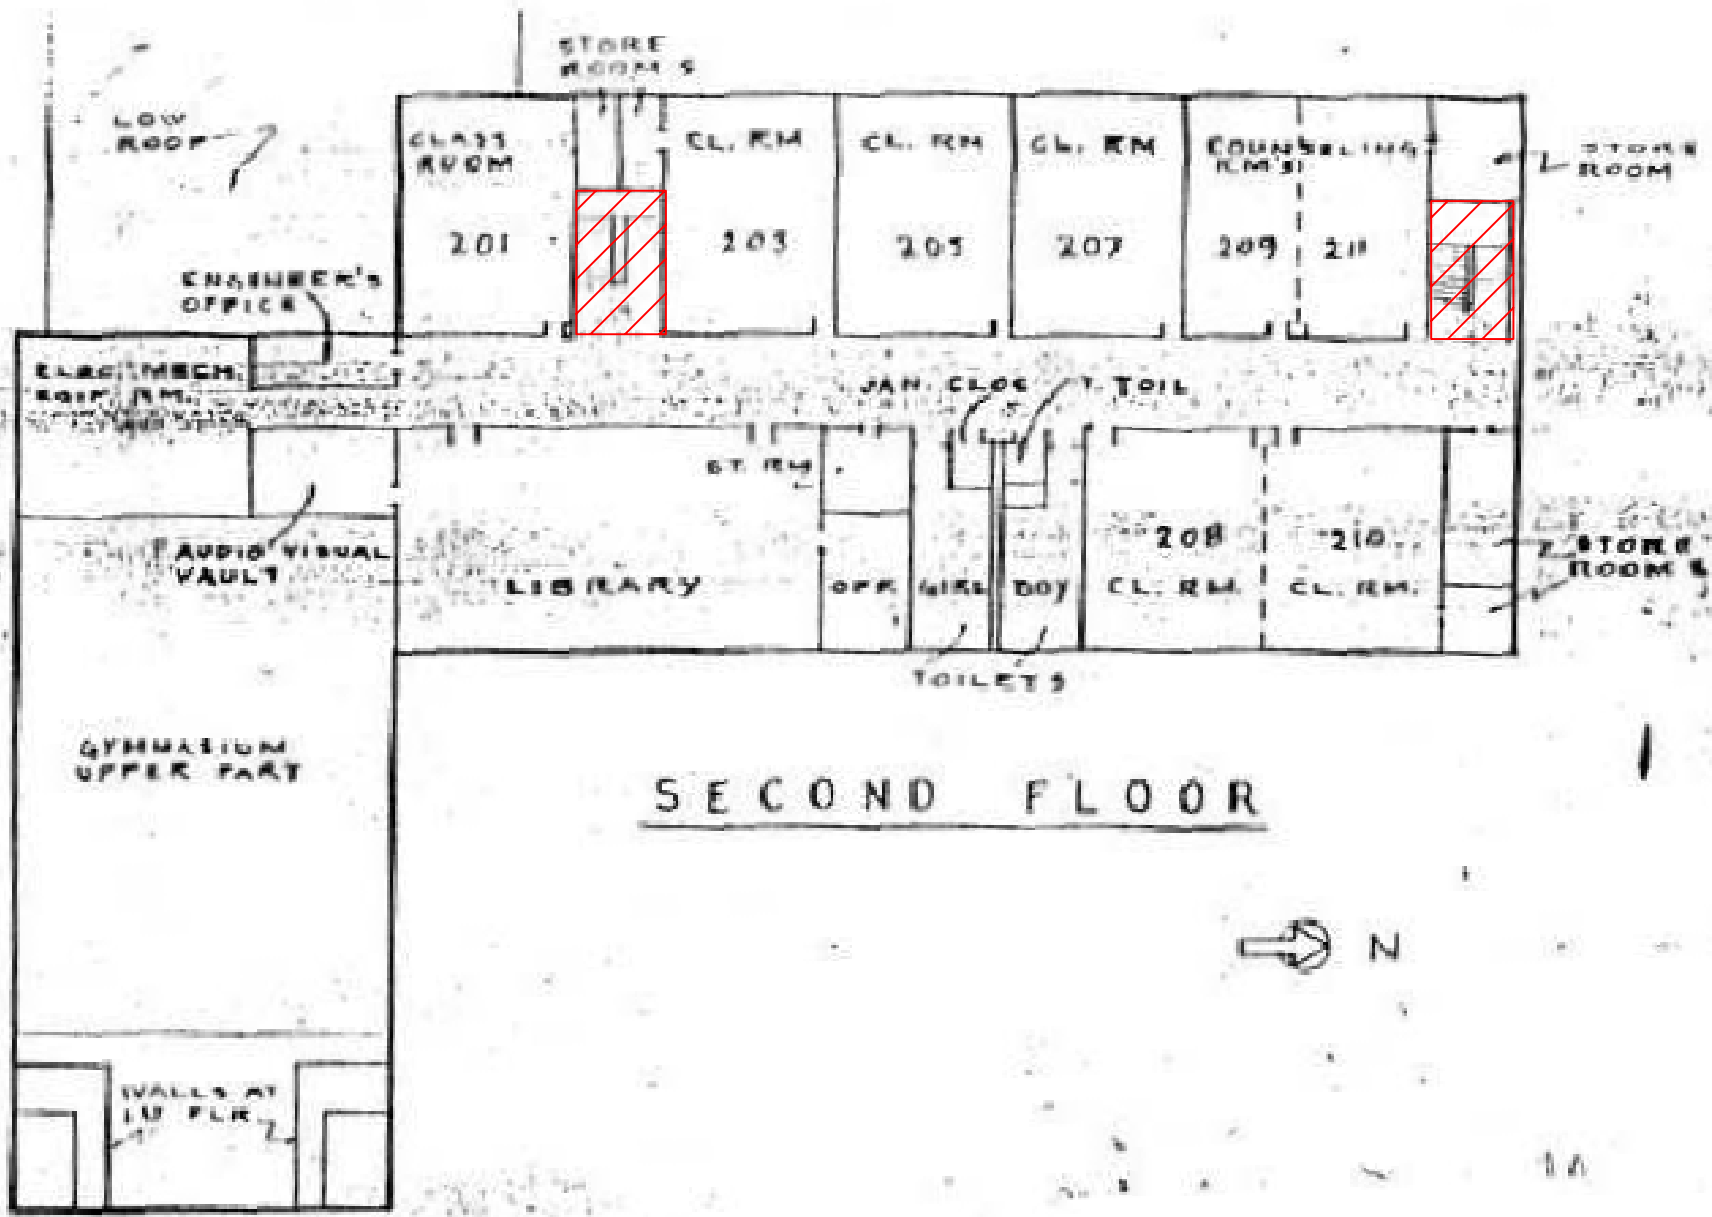 STORE
ROOMS
LOW
ROOF
CLASS
ROOM
CL. RM
CL. RM
CL. RM
COUNSELING
RM'S
STORE
ROOM
201
203
205
207
209
211
ENGINEER'S
OFFICE
ELEC. MECH.
EQIP. RM.
JAN. CLOS
T. TOIL
ST. RM
AUDIO VISUAL
VAULT
LIBRARY
OFF.
GIRL
BOY
208
CL. RM.
210
CL. RM.
STORE
ROOMS
TOILETS
GYMNASIUM
UPPER PART
SECOND FLOOR
N
WALLS AT
FLR.